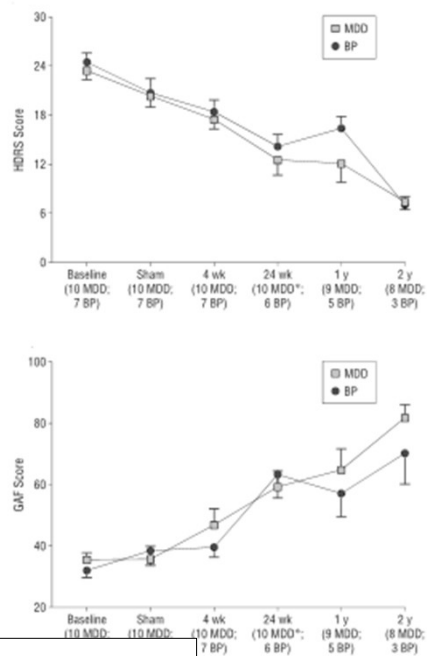 30
24
18
12
6
0
HDRS Score
MDD
BP
Baseline Sham 4 wk 24 wk 1 y 2 y
(10 MDD; (10 MDD; (10 MDD; (10 MDD*; (9 MDD; (8 MDD;
7 BP) 7 BP) 7 BP) 6 BP) 5 BP) 3 BP)
100
80
60
40
20
GAF Score
MDD
BP
Baseline Sham 4 wk 24 wk 1 y 2 y
(10 MDD; (10 MDD; (10 MDD; (10 MDD*; (9 MDD; (8 MDD;
7 BP) 6 BP) 5 BP) 3 BP)